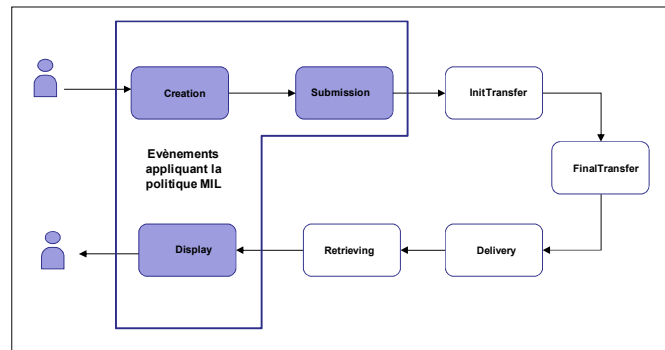 Creation
Submission
InitTransfer
FinalTransfer
Evènements
appliquant la
politique MIL
Display
Retrieving
Delivery